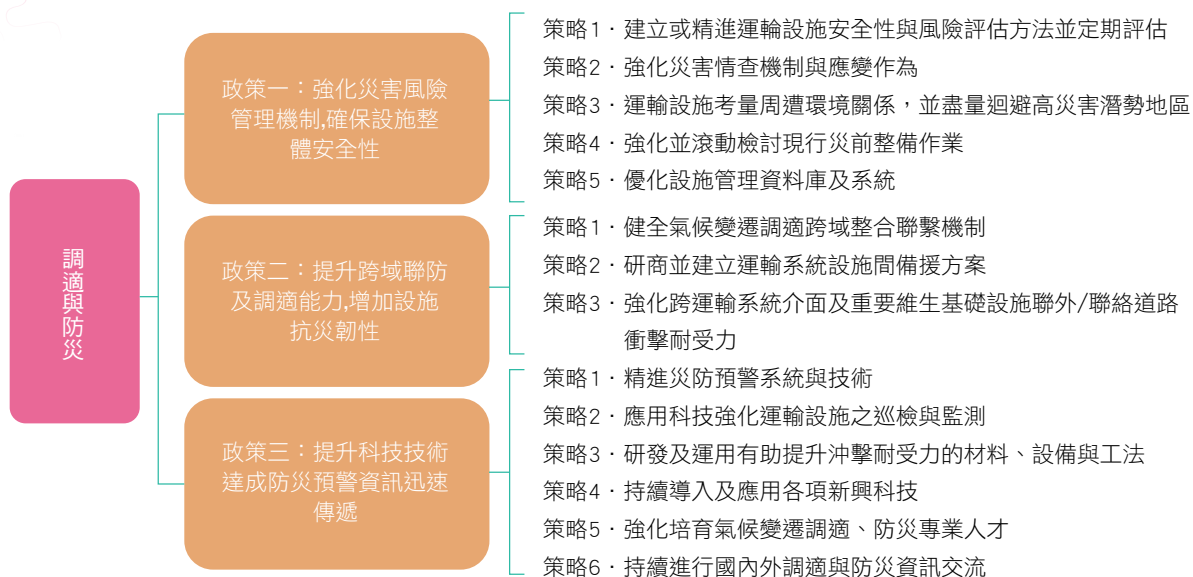 調適與防災
政策一：強化災害風險
管理機制,確保設施整
體安全性
策略1．建立或精進運輸設施安全性與風險評估方法並定期評估
策略2．強化災害情查機制與應變作為
策略3．運輸設施考量周遭環境關係，並盡量迴避高災害潛勢地區
策略4．強化並滾動檢討現行災前整備作業
策略5．優化設施管理資料庫及系統
政策二：提升跨域聯防
及調適能力,增加設施
抗災韌性
策略1．健全氣候變遷調適跨域整合聯繫機制
策略2．研商並建立運輸系統設施間備援方案
策略3．強化跨運輸系統介面及重要維生基礎設施聯外/聯絡道路
衝擊耐受力
政策三：提升科技技術
達成防災預警資訊迅速
傳遞
策略1．精進災防預警系統與技術
策略2．應用科技強化運輸設施之巡檢與監測
策略3．研發及運用有助提升沖擊耐受力的材料、設備與工法
策略4．持續導入及應用各項新興科技
策略5．強化培育氣候變遷調適、防災專業人才
策略6．持續進行國內外調適與防災資訊交流